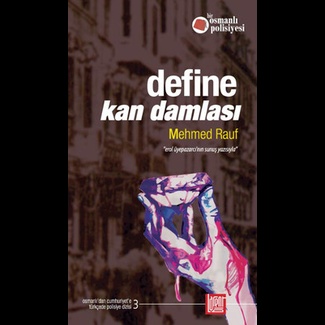 bir
osmanlı
polisiyesi
define
kan damlası
Mehmed Rauf
"erol üyepazarcı'nın sunuş yazısıyla"
osmanlı'dan cumhuriyet'e
türkçede polisiye dizisi 3